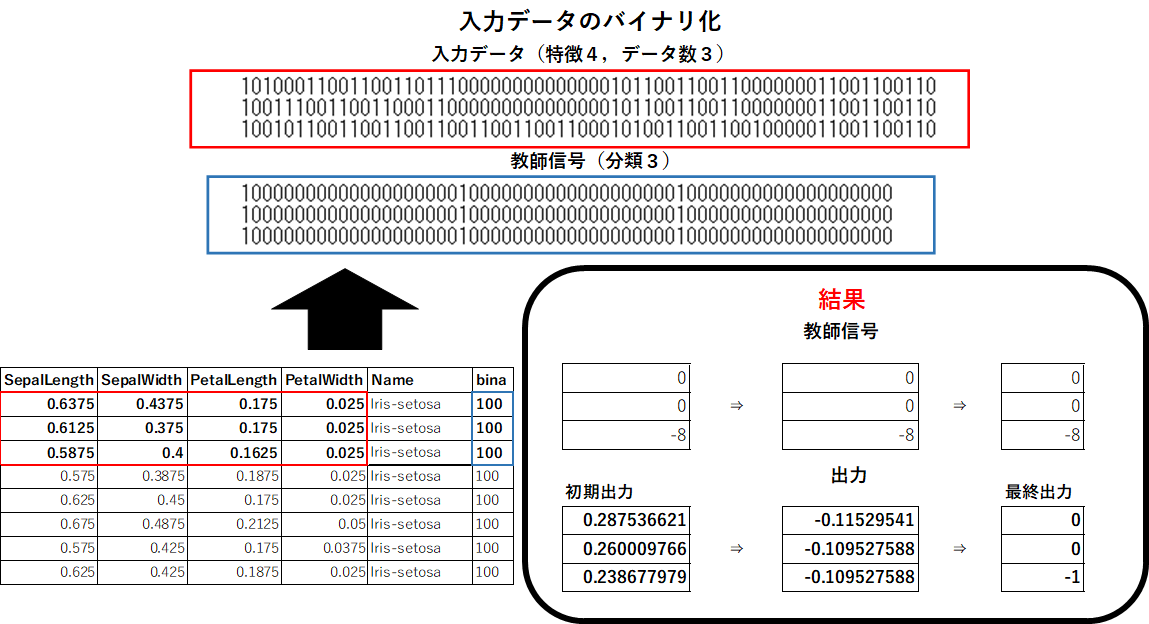 入力データのバイナリ化
入力データ（特徴４，データ数３）
1010001100110011011100000000000000101100110011000000011001100110
1001110011001100011000000000000000101100110011000000011001100110
1001011001100110011001100110011000101001100110010000011001100110
教師信号（分類３）
100000000000000000001000000000000000000010000000000000000000
100000000000000000001000000000000000000010000000000000000000
100000000000000000001000000000000000000010000000000000000000
SepalLength SepalWidth PetalLength PetalWidth Name bina
0.6375 0.4375 0.175 0.025 Iris-setosa 100
0.6125 0.375 0.175 0.025 Iris-setosa 100
0.5875 0.4 0.1625 0.025 Iris-setosa 100
0.575 0.3875 0.1875 0.025 Iris-setosa 100
0.625 0.45 0.175 0.025 Iris-setosa 100
0.675 0.4875 0.2125 0.05 Iris-setosa 100
0.575 0.425 0.175 0.0375 Iris-setosa 100
0.625 0.425 0.1875 0.025 Iris-setosa 100
結果
教師信号
0 0 0
0 ⇒ 0 ⇒ 0
-8 -8 -8
初期出力 出力 最終出力
0.287536621 -0.11529541 0
0.260009766 ⇒ -0.109527588 ⇒ 0
0.238677979 -0.109527588 -1